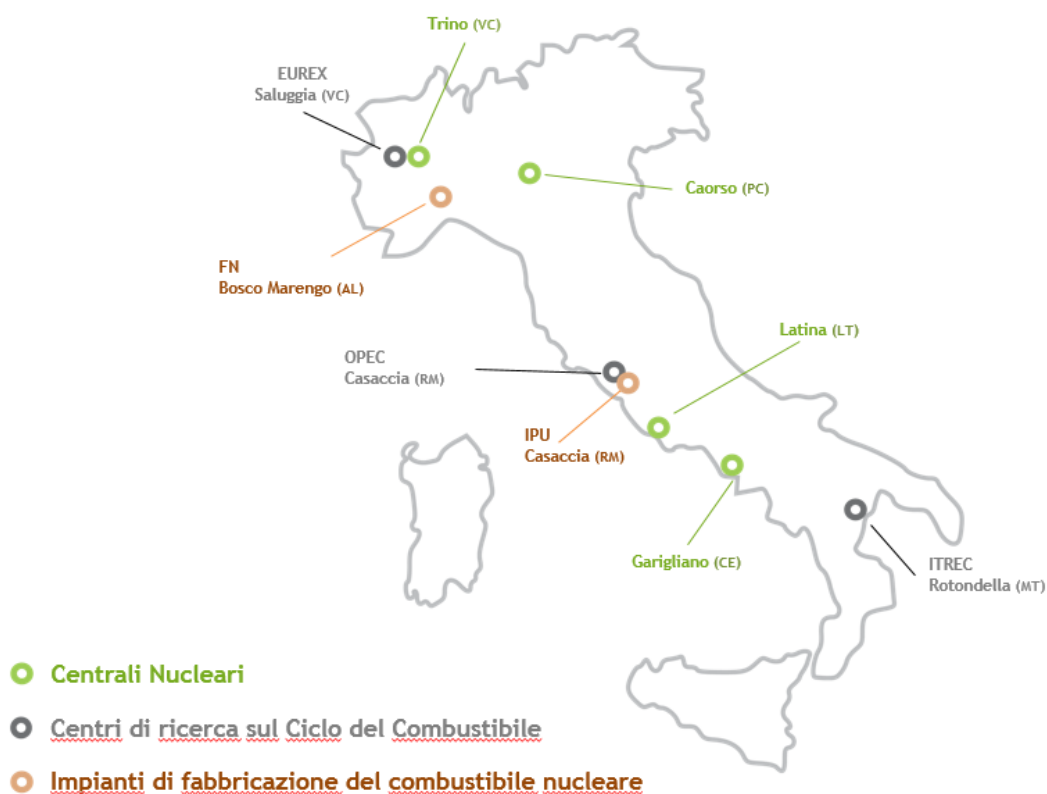 Trino (VC)
EUREX
Saluggia (VC)
Caorso (PC)
FN
Bosco Marengo (AL)
Latina (LT)
OPEC
Casaccia (RM)
IPU
Casaccia (RM)
Garigliano (CE)
ITREC
Rotondella (MT)
Centrali Nucleari
Centri di ricerca sul Ciclo del Combustibile
Impianti di fabbricazione del combustibile nucleare